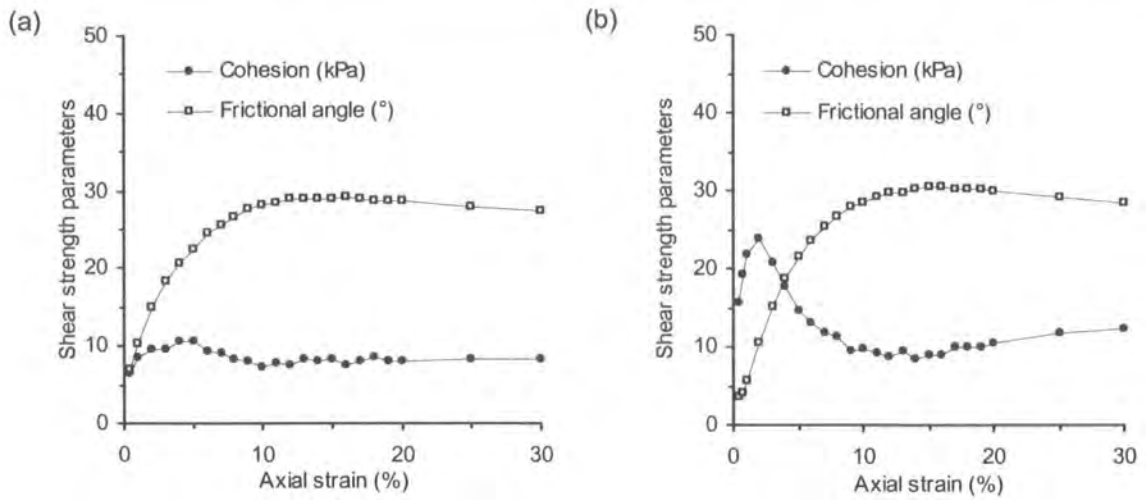 (a)
Shear strength parameters
50
40
30
20
10
0
Cohesion (kPa)
Frictional angle (°)
0 10 20 30
Axial strain (%)
(b)
Shear strength parameters
50
40
30
20
10
0
Cohesion (kPa)
Frictional angle (°)
0 10 20 30
Axial strain (%)